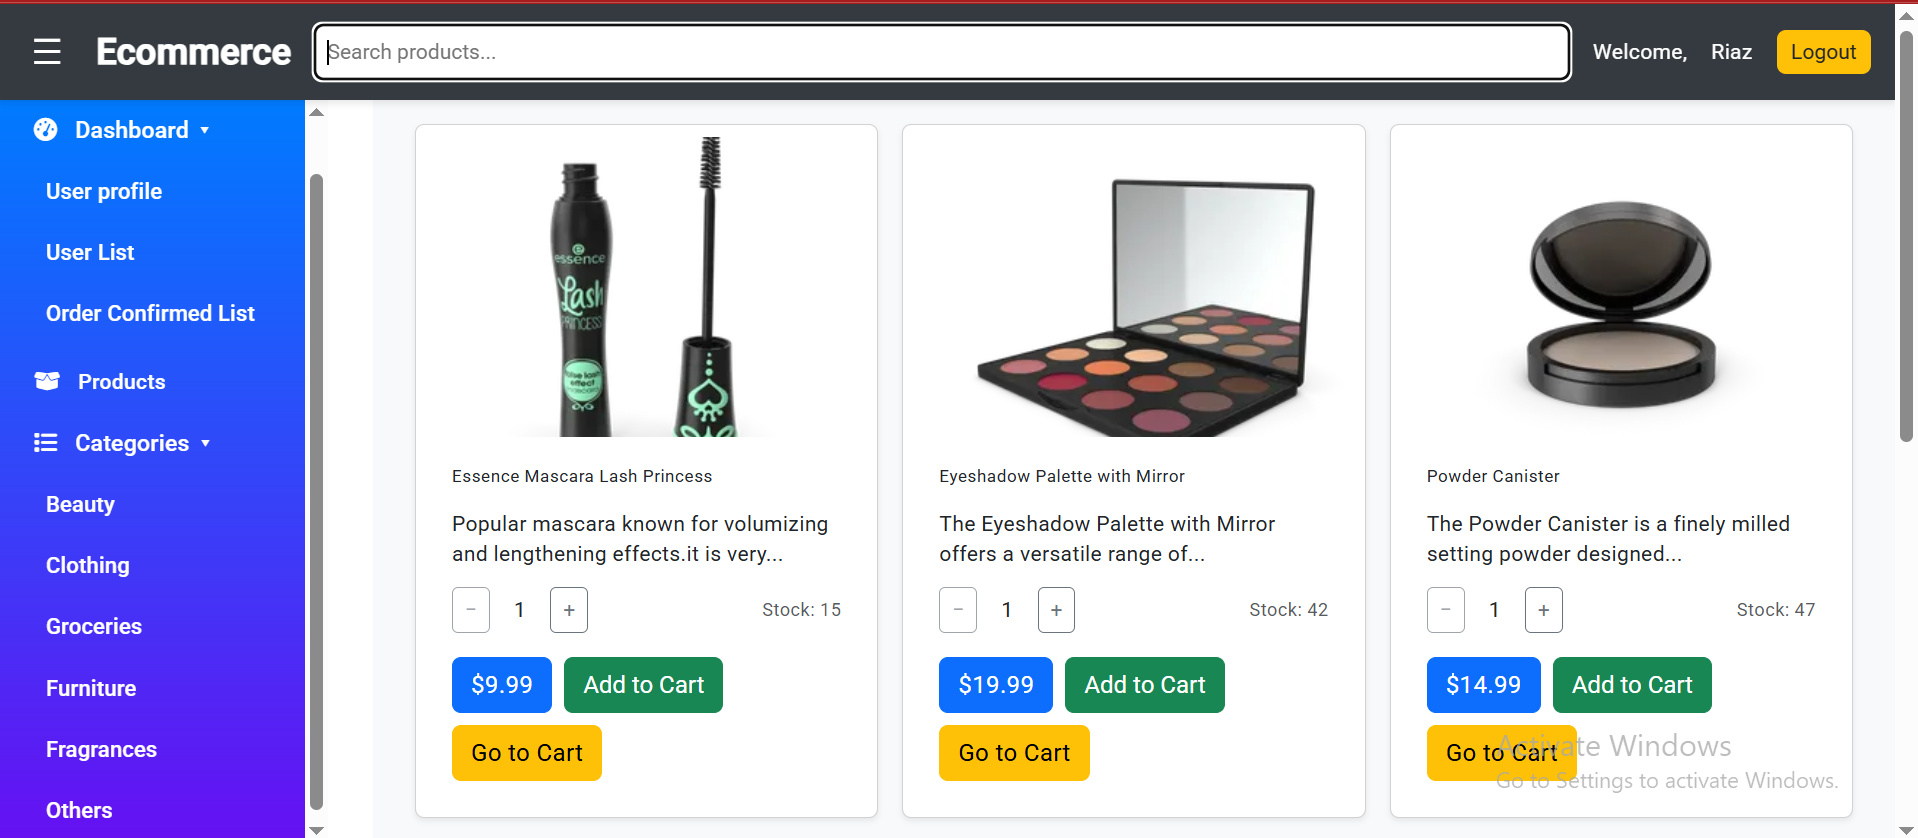 Ecommerce
Search products...
Welcome, Riaz
Logout
Dashboard
User profile
User List
Order Confirmed List
Products
Categories
Beauty
Clothing
Groceries
Furniture
Fragrances
Others
essence
Lash
PRINCESS
effect
Essence Mascara Lash Princess
Popular mascara known for volumizing
and lengthening effects.it is very...
− 1 +
Stock: 15
$9.99
Add to Cart
Go to Cart
Eyeshadow Palette with Mirror
The Eyeshadow Palette with Mirror
offers a versatile range of...
− 1 +
Stock: 42
$19.99
Add to Cart
Go to Cart
Powder Canister
The Powder Canister is a finely milled
setting powder designed...
− 1 +
Stock: 47
$14.99
Add to Cart
Go to Cart
Activate Windows
Go to Settings to activate Windows.